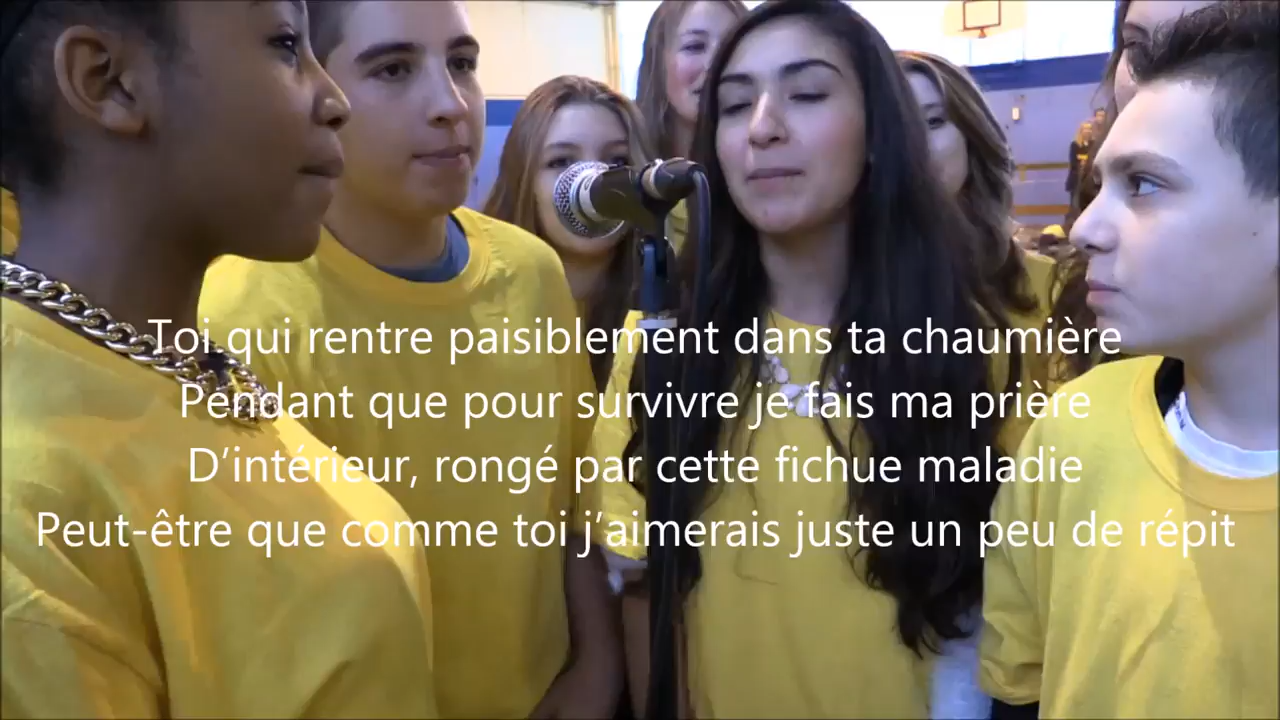 Toi qui rentre paisiblement dans ta chaumière
Pendant que pour survivre je fais ma prière
D’intérieur, rongé par cette fichue maladie
Peut-être que comme toi j’aimerais juste un peu de répit